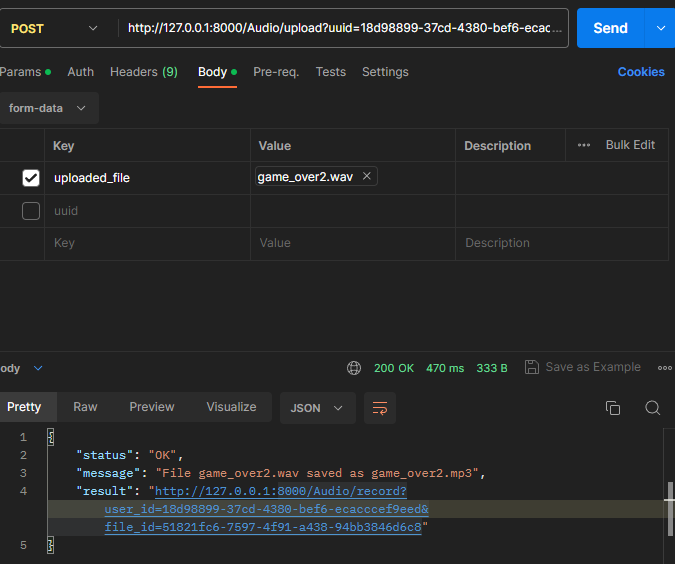 POST http://127.0.0.1:8000/Audio/upload?uuid=18d98899-37cd-4380-bef6-ecac... Send
Params Auth Headers (9) Body Pre-req. Tests Settings Cookies
form-data
Key Value Description ••• Bulk Edit
uploaded_file game_over2.wav
uuid
Key Value Description
ody 200 OK 470 ms 333 B Save as Example
Pretty Raw Preview Visualize JSON
1 {
2 "status": "OK",
3 "message": "File game_over2.wav saved as game_over2.mp3",
4 "result": "http://127.0.0.1:8000/Audio/record?
user_id=18d98899-37cd-4380-bef6-ecacccef9eed&
file_id=51821fc6-7597-4f91-a438-94bb3846d6c8"
5 }